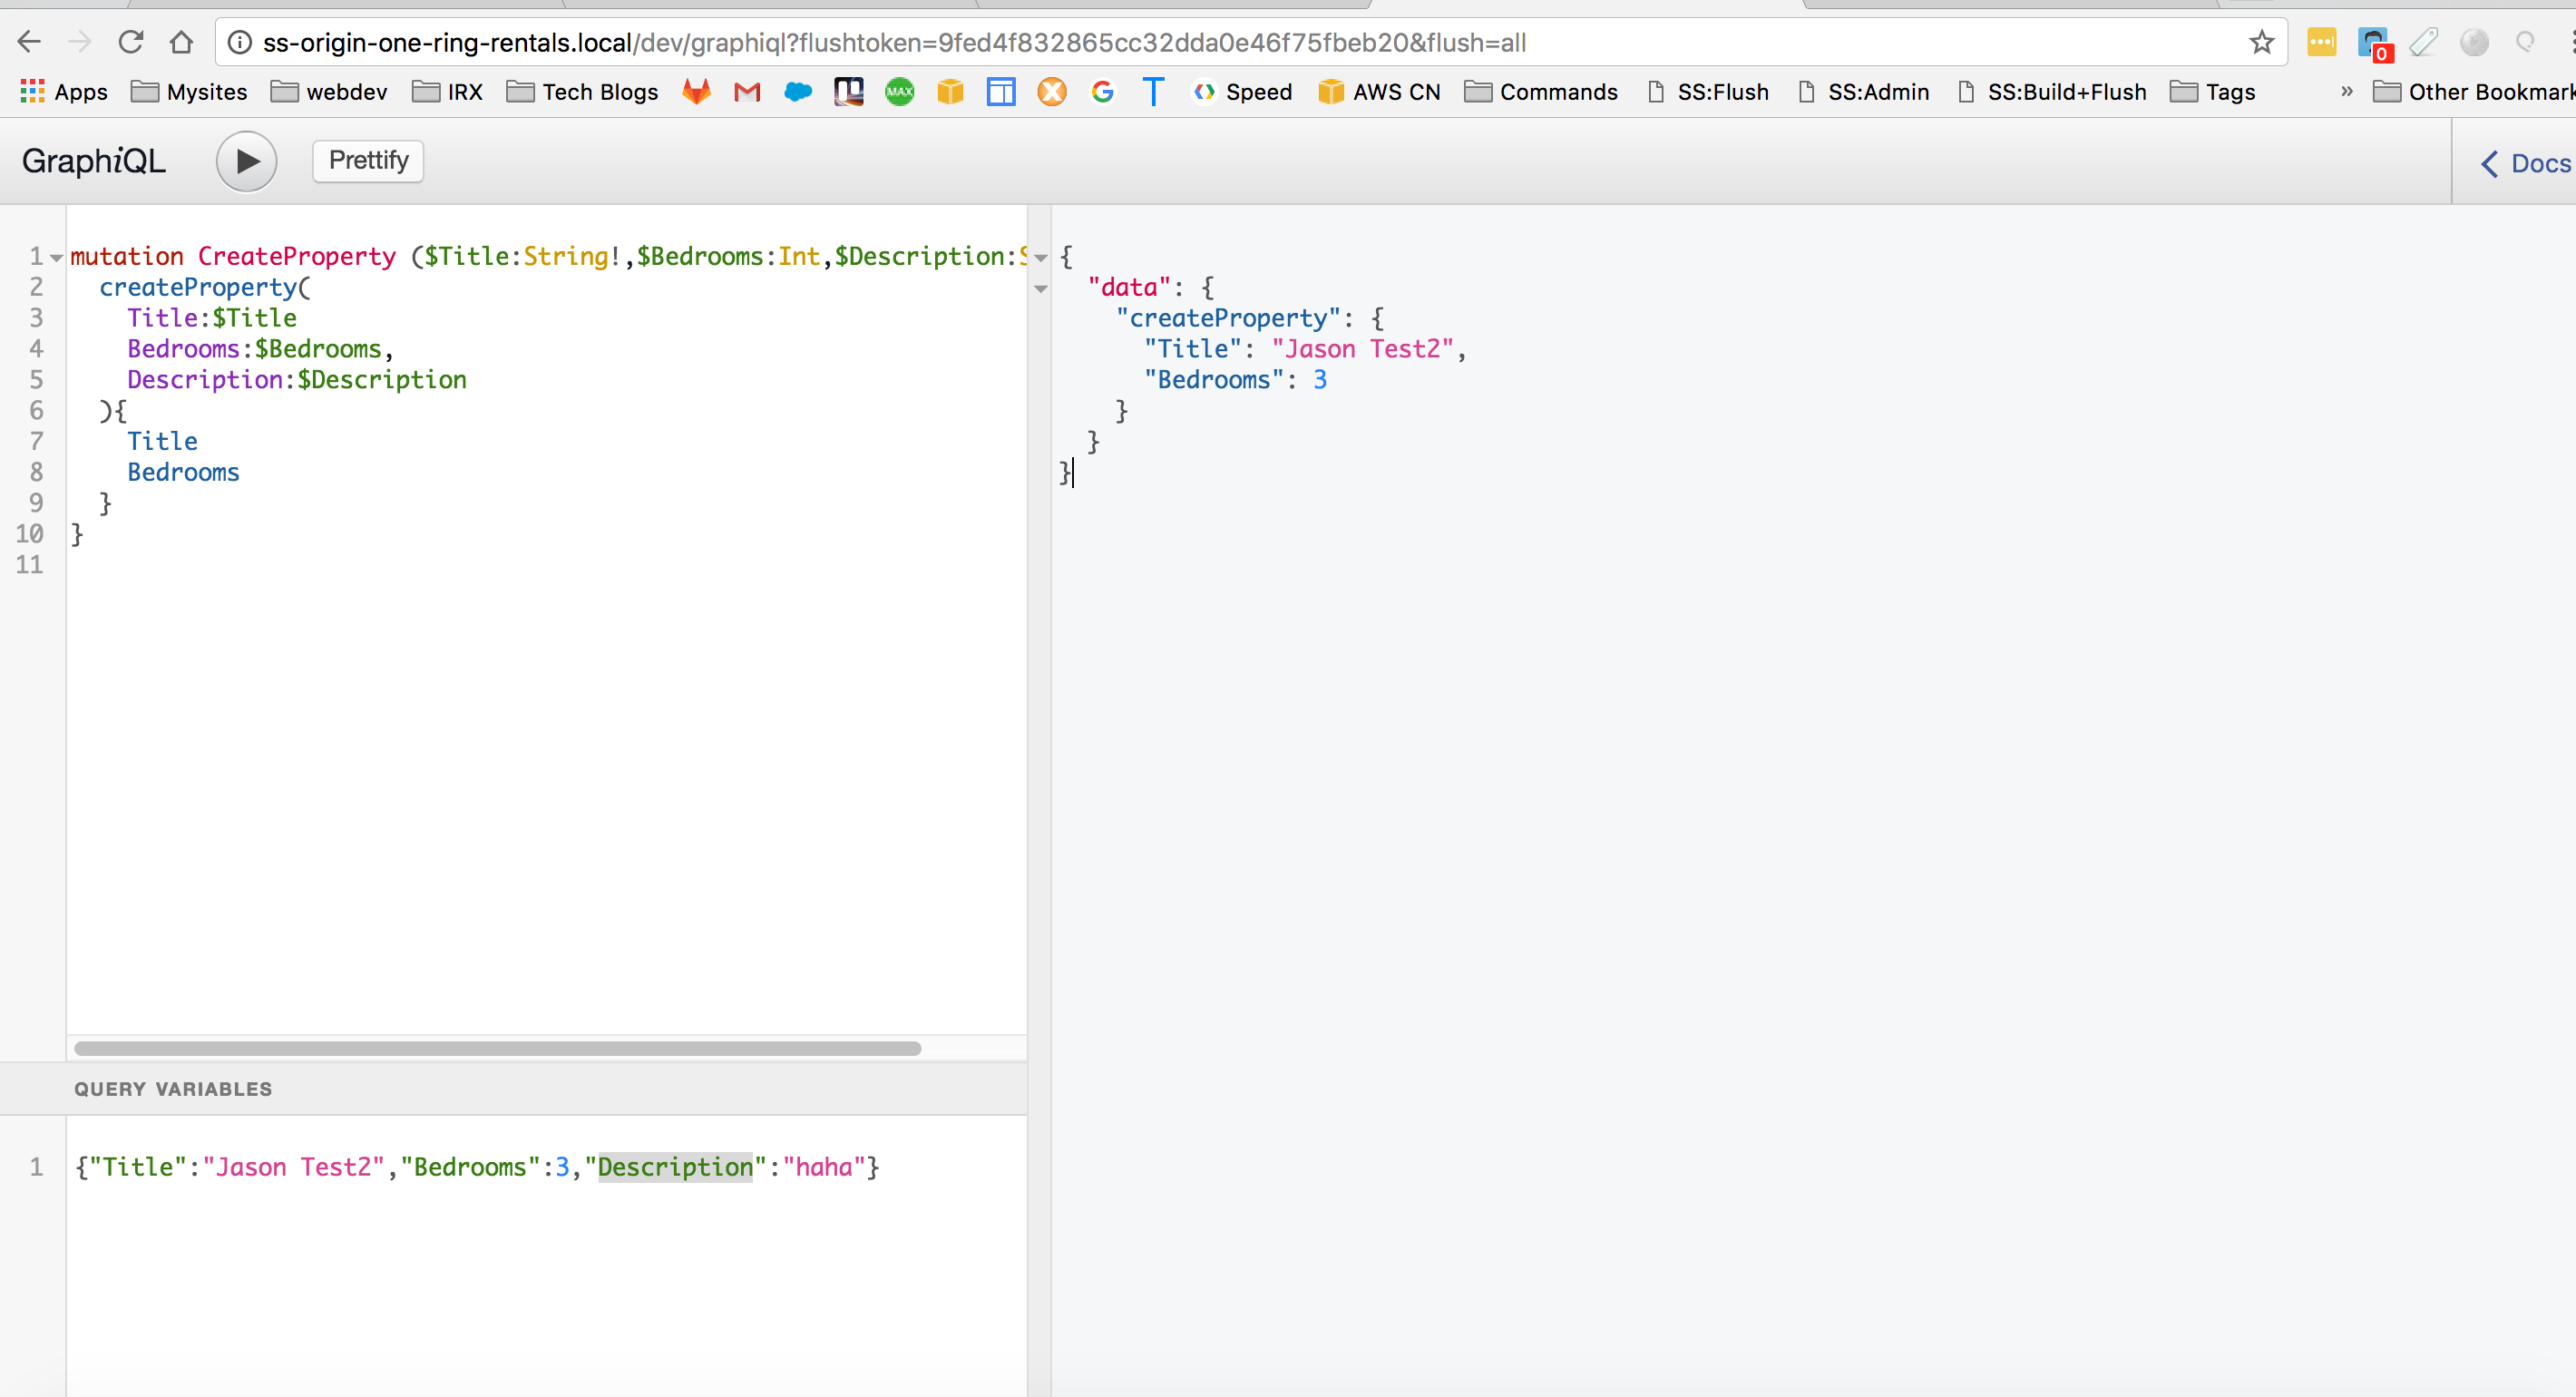 ss-origin-one-ring-rentals.local/dev/graphiql?flushtoken=9fed4f832865cc32dda0e46f75fbeb20&flush=all
0
Apps Mysites webdev IRX Tech Blogs MAX Speed AWS CN Commands SS:Flush SS:Admin SS:Build+Flush Tags » Other Bookmark
GraphiQL Prettify Docs
1 mutation CreateProperty ($Title:String!,$Bedrooms:Int,$Description:S
2 createProperty(
3 Title:$Title
4 Bedrooms:$Bedrooms,
5 Description:$Description
6 ){
7 Title
8 Bedrooms
9 }
10 }
11
{
"data": {
"createProperty": {
"Title": "Jason Test2",
"Bedrooms": 3
}
}
}
QUERY VARIABLES
1 {"Title":"Jason Test2","Bedrooms":3,"Description":"haha"}